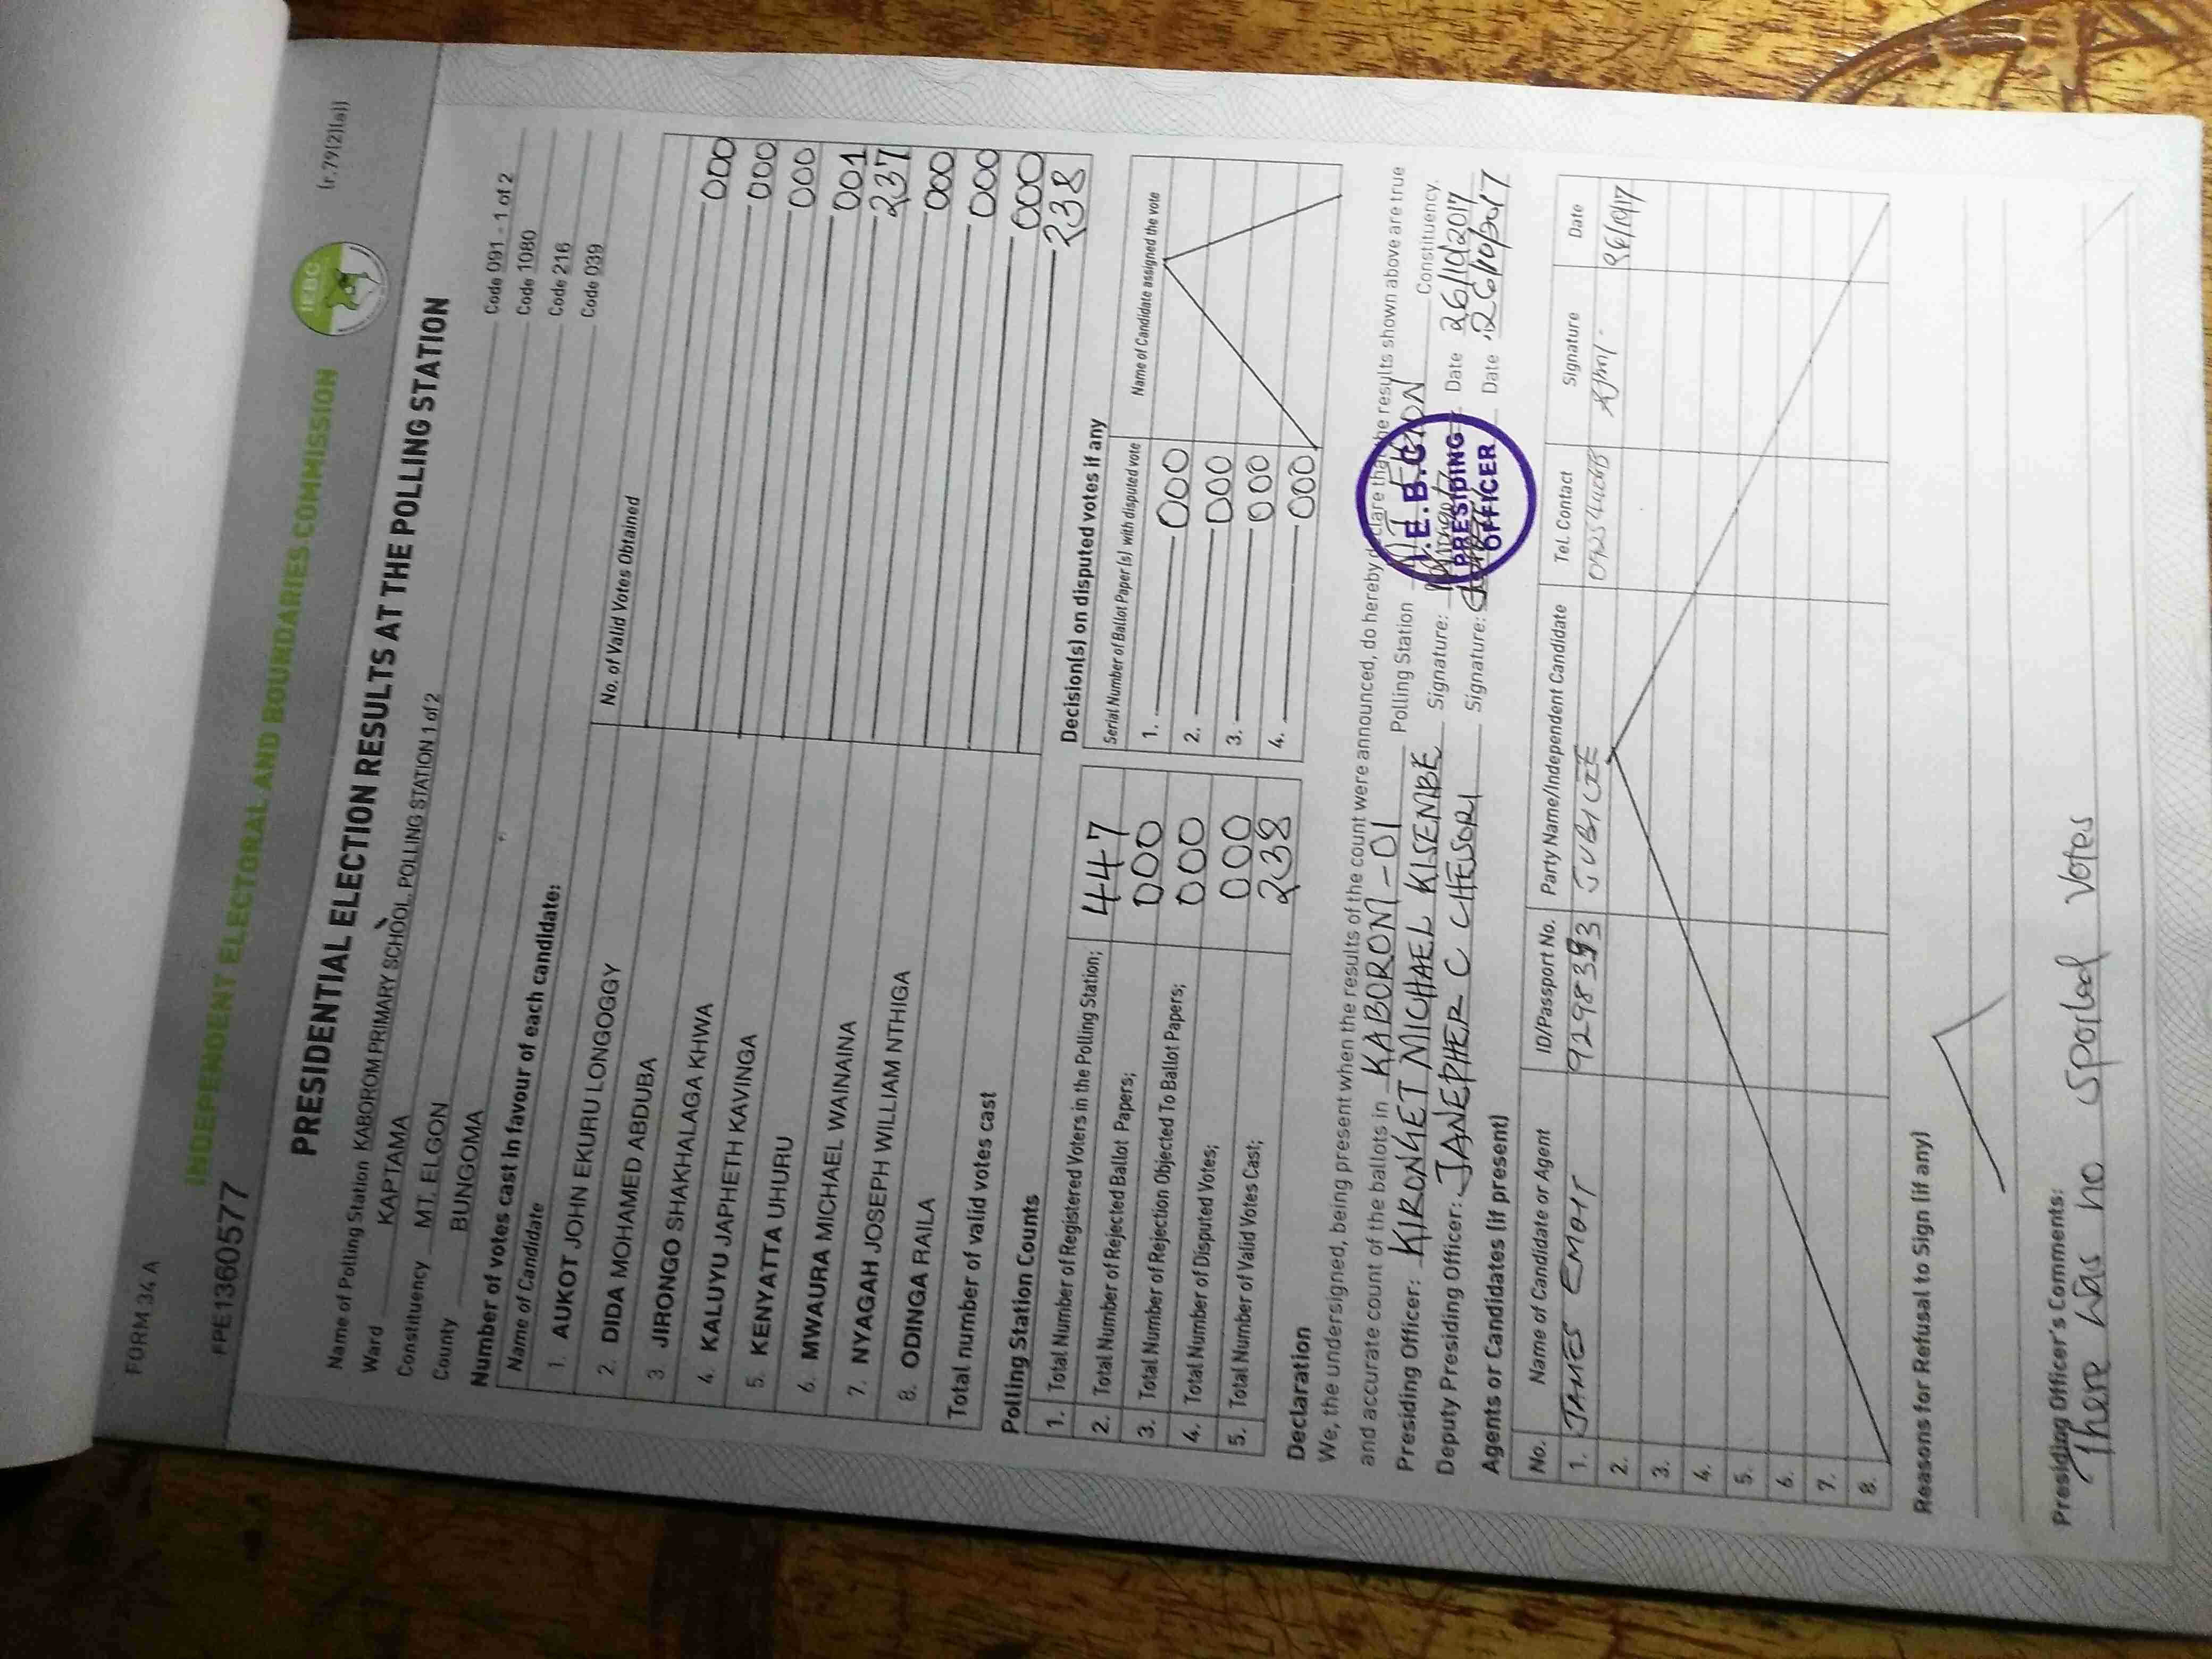 FORM 34 A
(r.79(2)(a))
FPE1360577
INDEPENDENT ELECTORAL AND BOUNDARIES COMMISSION
IEBC
PRESIDENTIAL ELECTION RESULTS AT THE POLLING STATION
Name of Polling Station KABOROM PRIMARY SCHOOL, POLLING STATION 1 of 2 Code 091 - 1 of 2
Ward KAPTAMA Code 1080
Constituency MT. ELGON Code 216
County BUNGOMA Code 039
Number of votes cast in favour of each candidate:
Name of Candidate No. of Valid Votes Obtained
1. AUKOT JOHN EKURU LONGOGGY 000
2. DIDA MOHAMED ABDUBA 000
3. JIRONGO SHAKHALAGA KHWA 000
4. KALUYU JAPHETH KAVINGA 001
5. KENYATTA UHURU 237
6. MWAURA MICHAEL WAINAINA 000
7. NYAGAH JOSEPH WILLIAM NTHIGA 000
8. ODINGA RAILA 000
Total number of valid votes cast 238
Polling Station Counts
1. Total Number of Registered Voters in the Polling Station; 447
2. Total Number of Rejected Ballot Papers; 000
3. Total Number of Rejection Objected To Ballot Papers; 000
4. Total Number of Disputed Votes; 000
5. Total Number of Valid Votes Cast; 238
Decision(s) on disputed votes if any
Serial Number of Ballot Paper(s) with disputed vote Name of Candidate assigned the vote
1. 000
2. 000
3. 000
4. 000
Declaration
We, the undersigned, being present when the results of the count were announced, do hereby declare that the results shown above are true
and accurate count of the ballots in KABOROM - 01 Polling Station MT. ELGON Constituency.
Presiding Officer: KIRONGET MICHAEL KISEMBE Signature: Date 26/10/2017
Deputy Presiding Officer: JANEPHER C CHESORI Signature: Date 26/10/2017
I.E.B.C
PRESIDING
OFFICER
Agents or Candidates (if present)
No. Name of Candidate or Agent ID/Passport No. Party Name/Independent Candidate Tel. Contact Signature Date
1. JAMES EMOIT JUBILEE 26/10/17
2.
3.
4.
5.
6.
7.
8.
Reasons for Refusal to Sign (if any)
Presiding Officer's Comments:
There was no spoiled votes